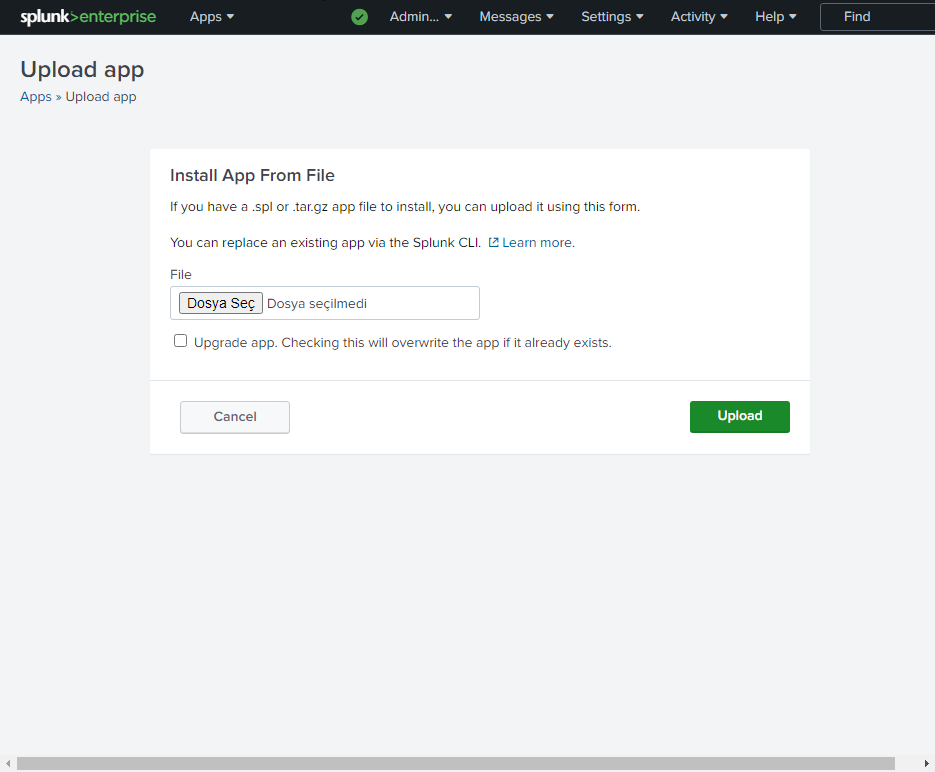 splunk>enterprise Apps Admin... Messages Settings Activity Help Find
Upload app
Apps » Upload app
Install App From File
If you have a .spl or .tar.gz app file to install, you can upload it using this form.
You can replace an existing app via the Splunk CLI. Learn more.
File
Dosya Seç Dosya seçilmedi
Upgrade app. Checking this will overwrite the app if it already exists.
Cancel Upload